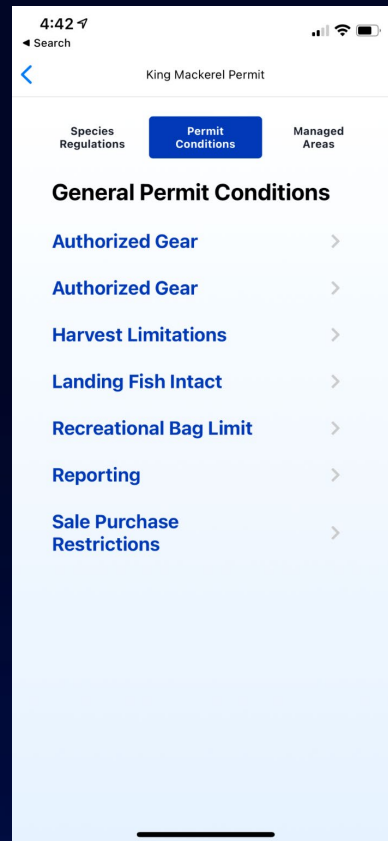 4:42
Search
King Mackerel Permit
Species
Regulations
Permit
Conditions
Managed
Areas
General Permit Conditions
Authorized Gear
Authorized Gear
Harvest Limitations
Landing Fish Intact
Recreational Bag Limit
Reporting
Sale Purchase
Restrictions